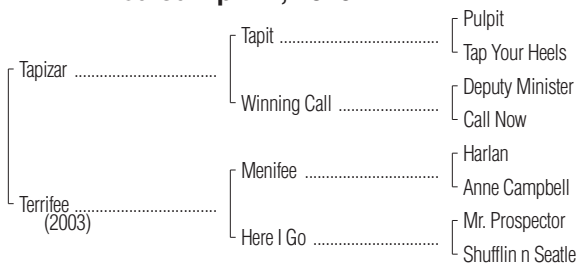 Pulpit
Tapit ........................................
Tap Your Heels
Tapizar ....................................
Deputy Minister
Winning Call .........................
Call Now
Harlan
Menifee ..................................
Anne Campbell
Terrifee ....................................
(2003)
Mr. Prospector
Here I Go ................................
Shufflin n Seatle